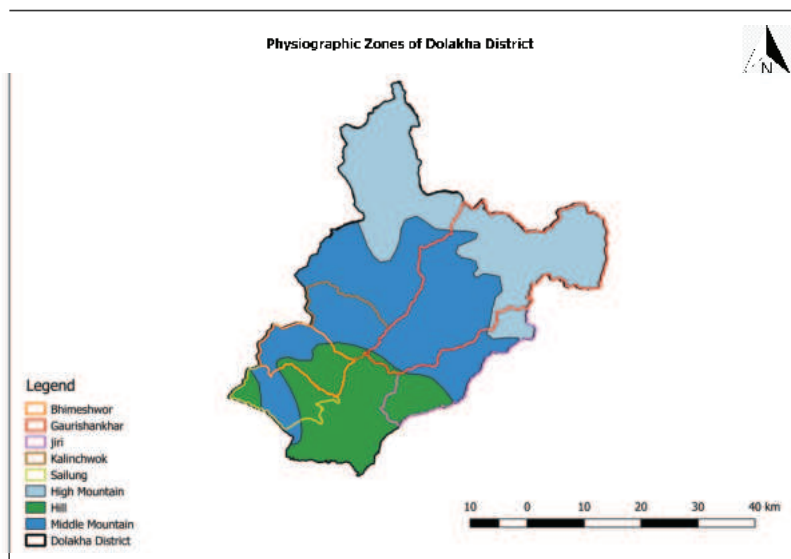 Physiographic Zones of Dolakha District
N
Legend
Bhimeshwor
Gaurishankhar
Jiri
Kalinchwok
Sailung
High Mountain
Hill
Middle Mountain
Dolakha District
10 0 10 20 30 40 km